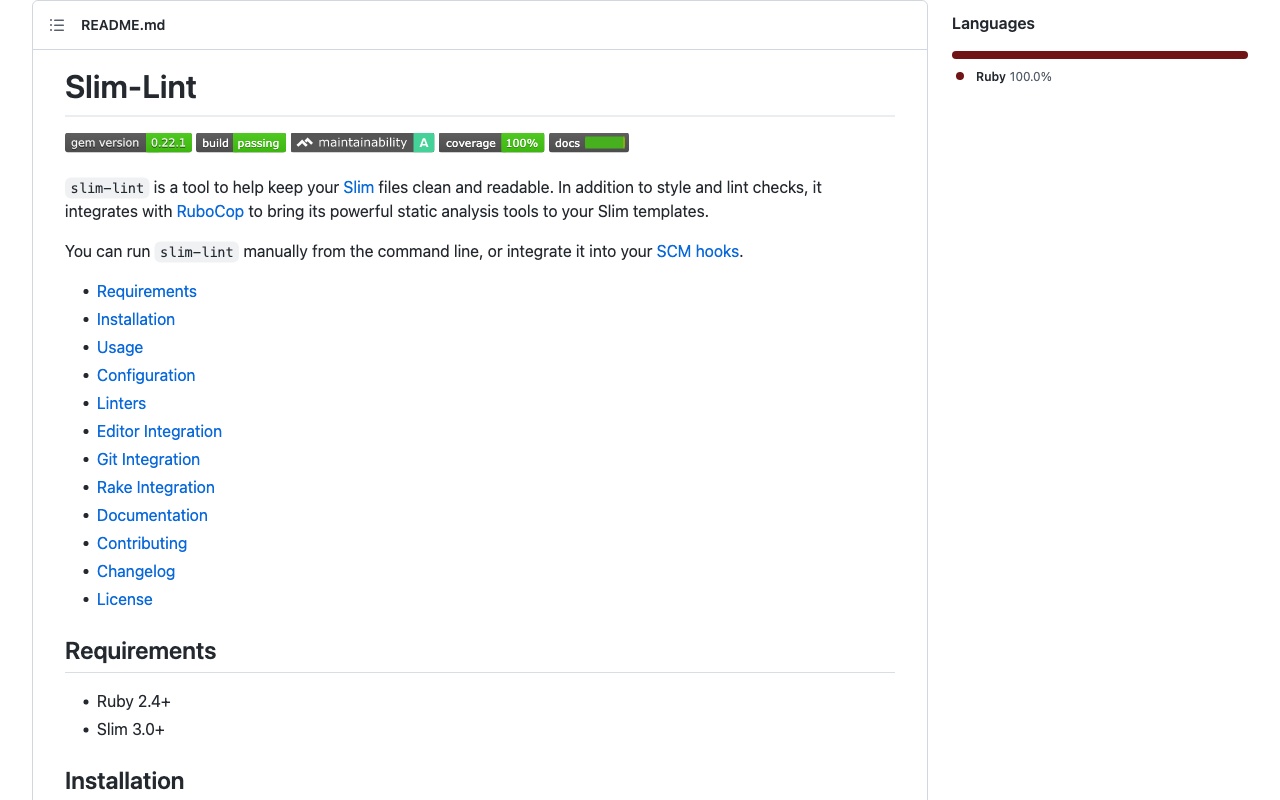 README.md
Slim-Lint
gem version 0.22.1 build passing maintainability A coverage 100% docs
slim-lint is a tool to help keep your Slim files clean and readable. In addition to style and lint checks, it
integrates with RuboCop to bring its powerful static analysis tools to your Slim templates.
You can run slim-lint manually from the command line, or integrate it into your SCM hooks.
Requirements
Installation
Usage
Configuration
Linters
Editor Integration
Git Integration
Rake Integration
Documentation
Contributing
Changelog
License
Requirements
Ruby 2.4+
Slim 3.0+
Installation
Languages
Ruby 100.0%